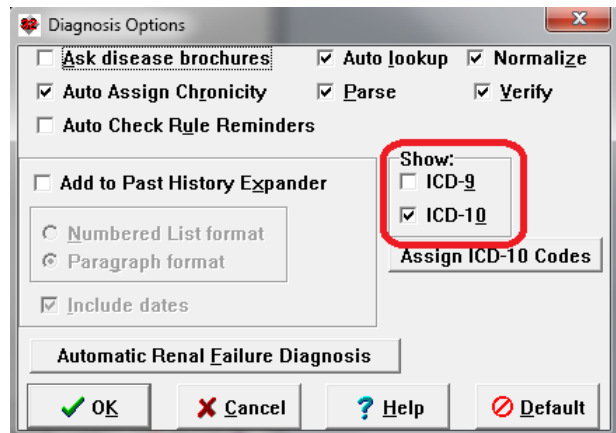 Diagnosis Options
Ask disease brochures Auto lookup Normalize
Auto Assign Chronicity Parse Verify
Auto Check Rule Reminders
Show:
Add to Past History Expander ICD-9
ICD-10
Numbered List format
Paragraph format
Assign ICD-10 Codes
Include dates
Automatic Renal Failure Diagnosis
OK Cancel Help Default